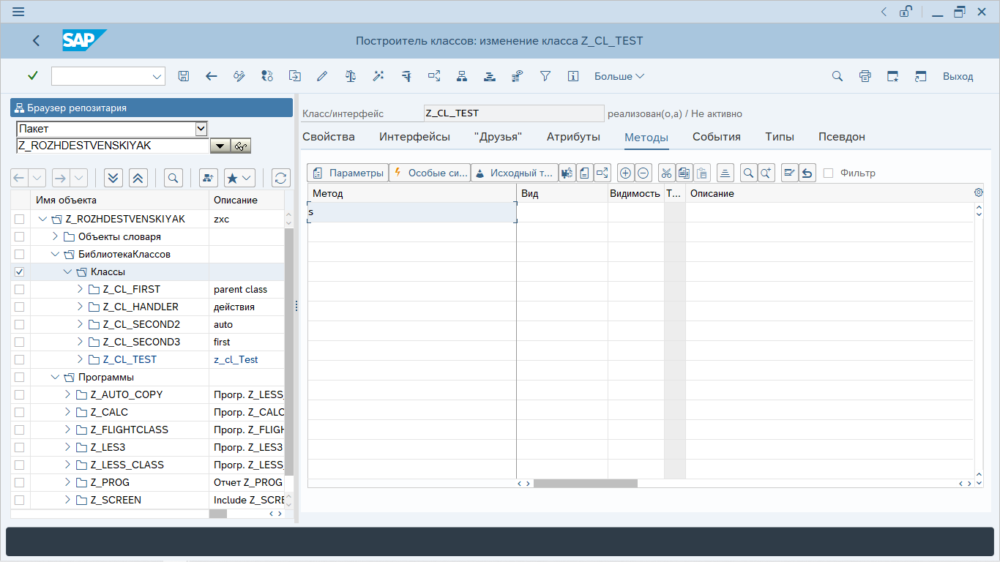 SAP
Построитель классов: изменение класса Z_CL_TEST
Больше
Выход
Браузер репозитария
Пакет
Z_ROZHDESTVENSKIYAK
Имя объекта Описание
Z_ROZHDESTVENSKIYAK zxc
Объекты словаря
БиблиотекаКлассов
Классы
Z_CL_FIRST parent class
Z_CL_HANDLER действия
Z_CL_SECOND2 auto
Z_CL_SECOND3 first
Z_CL_TEST z_cl_Test
Программы
Z_AUTO_COPY Прогр. Z_LESS_
Z_CALC Прогр. Z_CALC
Z_FLIGHTCLASS Прогр. Z_FLIGH
Z_LES3 Прогр. Z_LES3
Z_LESS_CLASS Прогр. Z_LESS_
Z_PROG Отчет Z_PROG
Z_SCREEN Include Z_SCRE
Класс/интерфейс Z_CL_TEST реализован(о,а) / Не активно
Свойства Интерфейсы "Друзья" Атрибуты Методы События Типы Псевдон
Параметры Особые си... Исходный т... Фильтр
Метод Вид Видимость Т... Описание
s